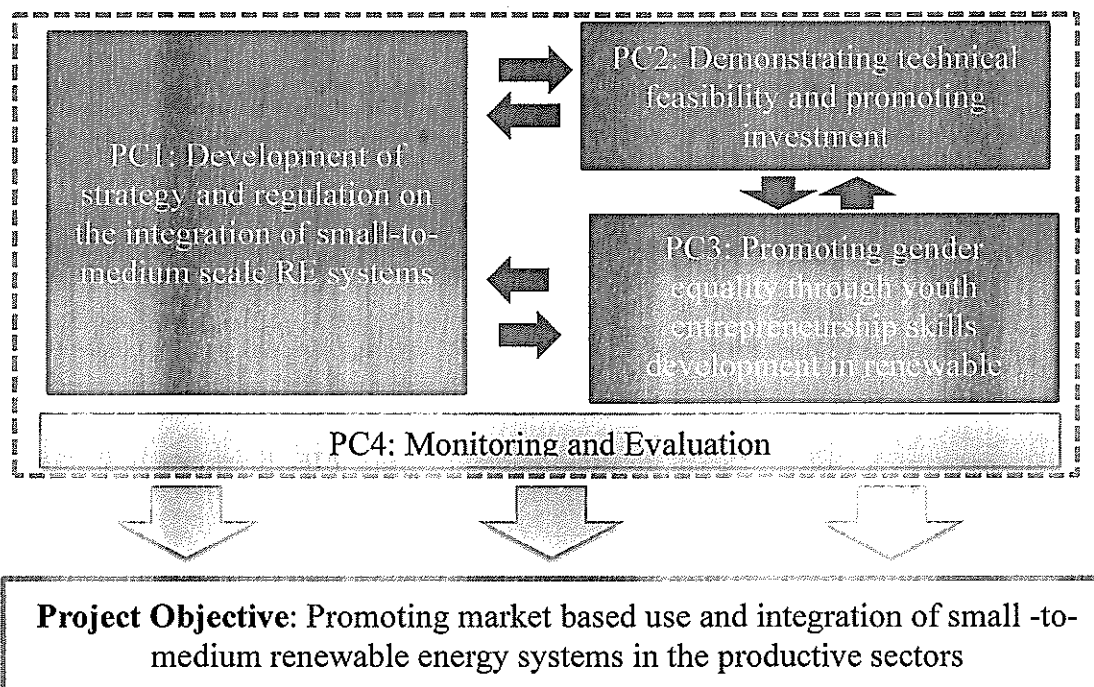 PC1: Development of
strategy and regulation on
the integration of small-to-
medium scale RE systems
PC2: Demonstrating technical
feasibility and promoting
investment
PC3: Promoting gender
equality through youth
entrepreneurship skills
development in renewable
PC4: Monitoring and Evaluation
Project Objective: Promoting market based use and integration of small -to-
medium renewable energy systems in the productive sectors